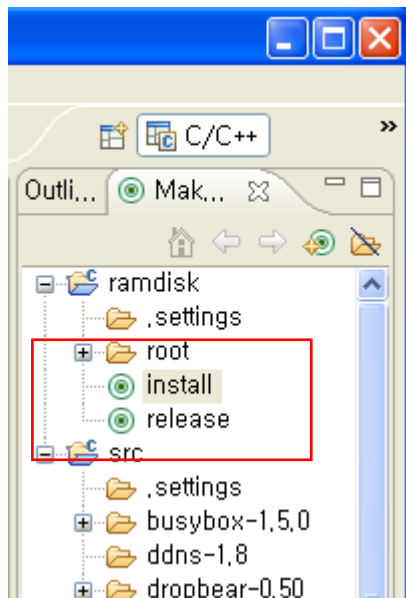 C/C++
»
Outli... Mak...
ramdisk
.settings
root
install
release
src
.settings
busybox-1.5.0
ddns-1.8
dropbear-0.50